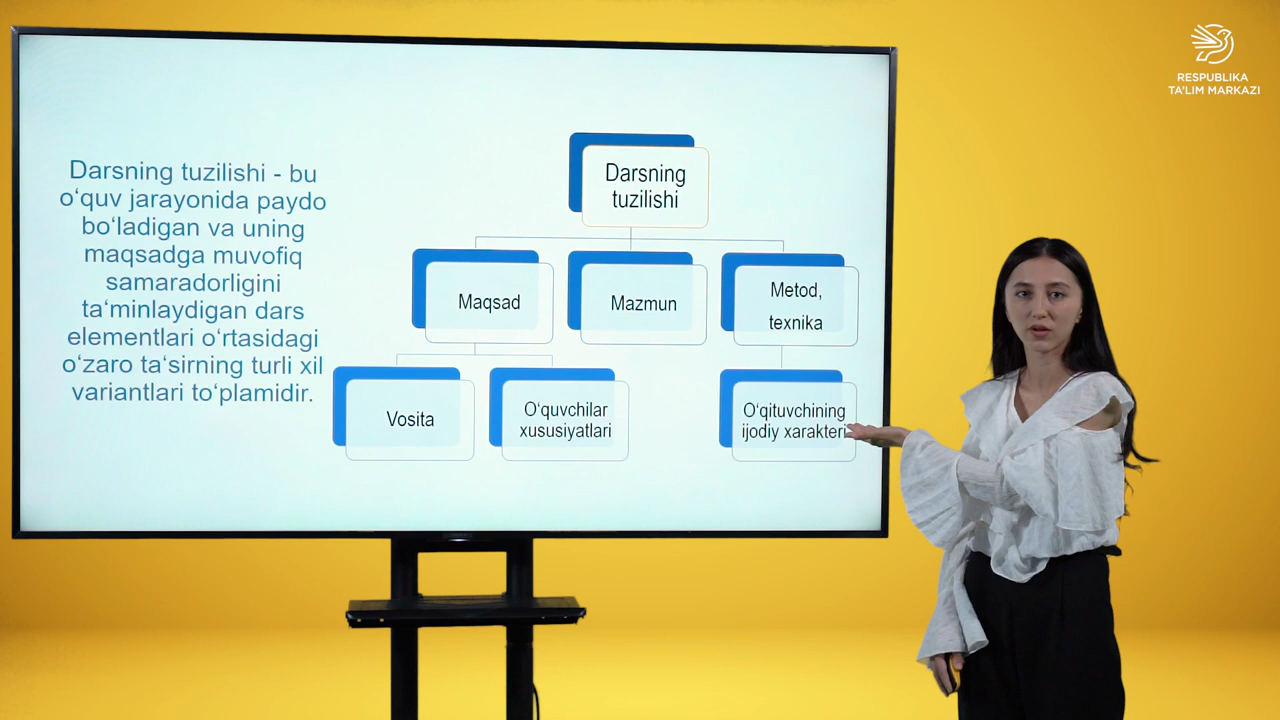 RESPUBLIKA
TA'LIM MARKAZI
Darsning tuzilishi - bu
o‘quv jarayonida paydo
bo‘ladigan va uning
maqsadga muvofiq
samaradorligini
ta‘minlaydigan dars
elementlari o‘rtasidagi
o‘zaro ta‘sirning turli xil
variantlari to‘plamidir.
Darsning
tuzilishi
Maqsad
Mazmun
Metod,
texnika
Vosita
O‘quvchilar
xususiyatlari
O‘qituvchining
ijodiy xarakteri